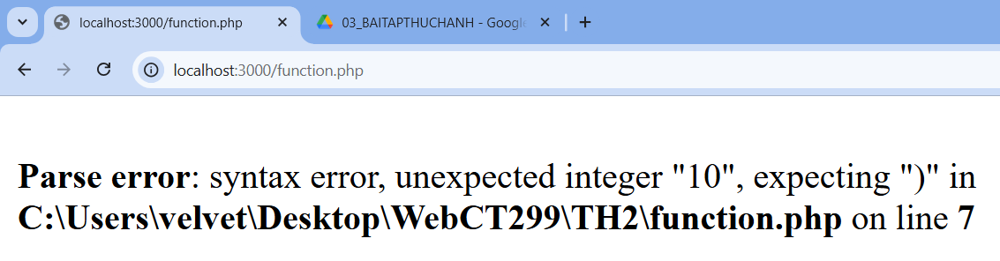 localhost:3000/function.php
03_BAITAPTHUCHANH - Google
localhost:3000/function.php
Parse error: syntax error, unexpected integer "10", expecting ")" in
C:\Users\velvet\Desktop\WebCT299\TH2\function.php on line 7